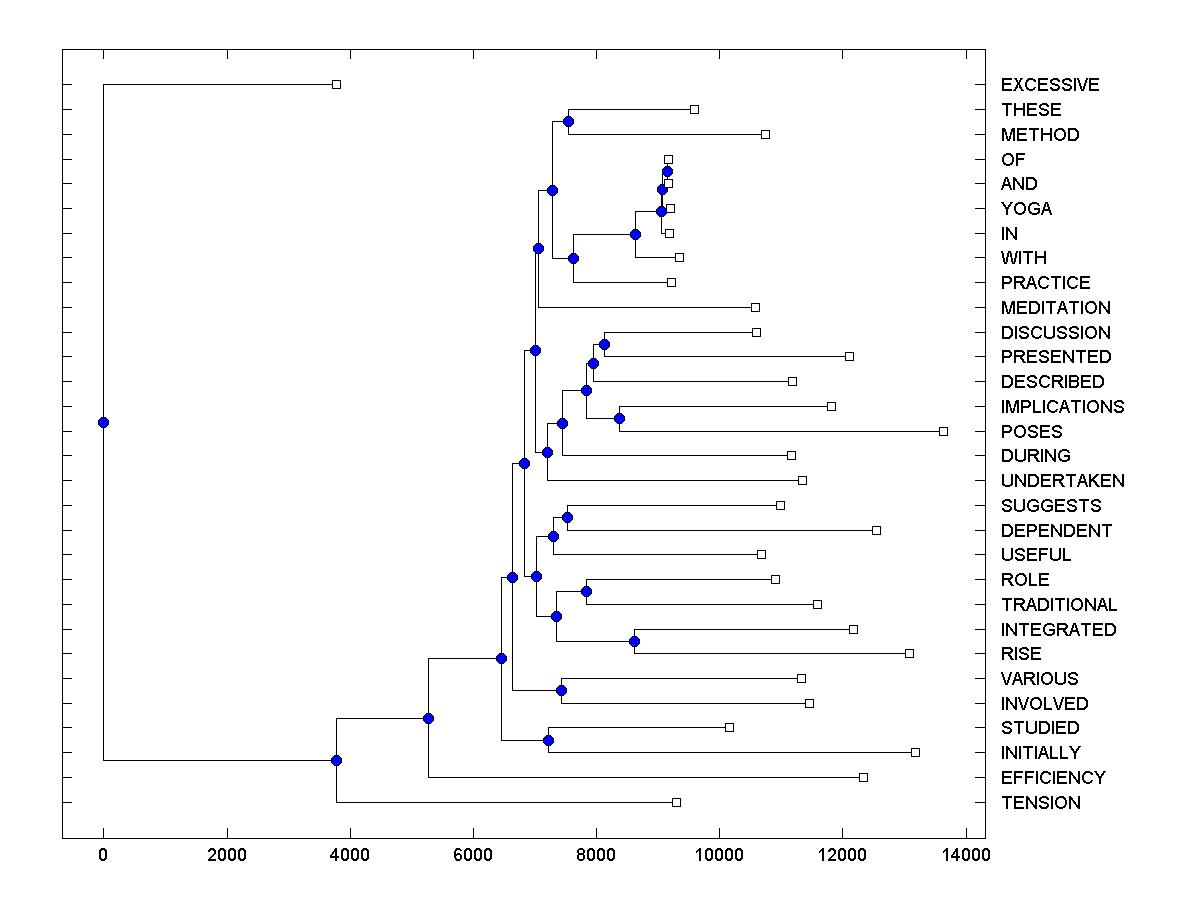 EXCESSIVE
THESE
METHOD
OF
AND
YOGA
IN
WITH
PRACTICE
MEDITATION
DISCUSSION
PRESENTED
DESCRIBED
IMPLICATIONS
POSES
DURING
UNDERTAKEN
SUGGESTS
DEPENDENT
USEFUL
ROLE
TRADITIONAL
INTEGRATED
RISE
VARIOUS
INVOLVED
STUDIED
INITIALLY
EFFICIENCY
TENSION
0 2000 4000 6000 8000 10000 12000 14000